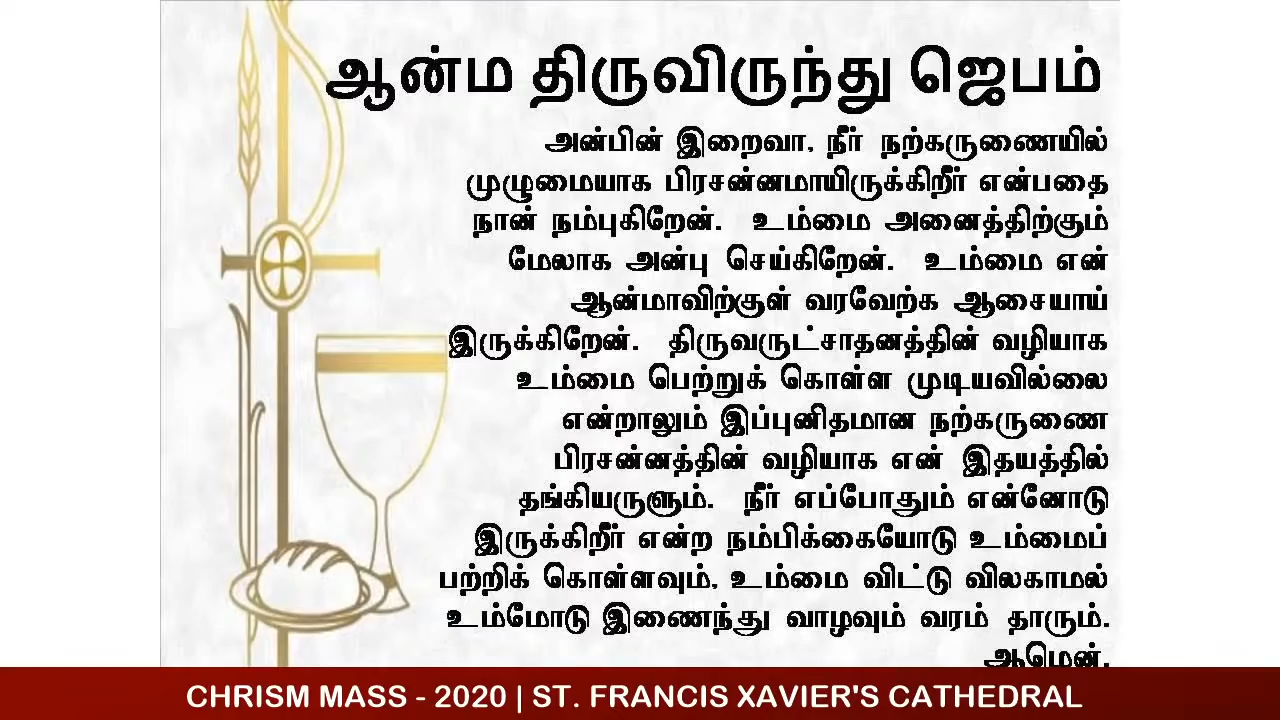 ஆன்ம திருவிருந்து ஜெபம்
அன்பின் இறைவா, நீர் நற்கருணையில்
முழுமையாக பிரசன்னமாயிருக்கிறீர் என்பதை
நான் நம்புகிறேன். உம்மை அனைத்திற்கும்
மேலாக அன்பு செய்கிறேன். உம்மை என்
ஆன்மாவிற்குள் வரவேற்க ஆசையாய்
இருக்கிறேன். திருவருட்சாதனத்தின் வழியாக
உம்மை பெற்றுக் கொள்ள முடியவில்லை
என்றாலும் இப்புனிதமான நற்கருணை
பிரசன்னத்தின் வழியாக என் இதயத்தில்
தங்கியருளும். நீர் எப்போதும் என்னோடு
இருக்கிறீர் என்ற நம்பிக்கையோடு உம்மைப்
பற்றிக் கொள்ளவும், உம்மை விட்டு விலகாமல்
உம்மோடு இணைந்து வாழவும் வரம் தாரும்.
ஆமென்.
CHRISM MASS - 2020 | ST. FRANCIS XAVIER'S CATHEDRAL